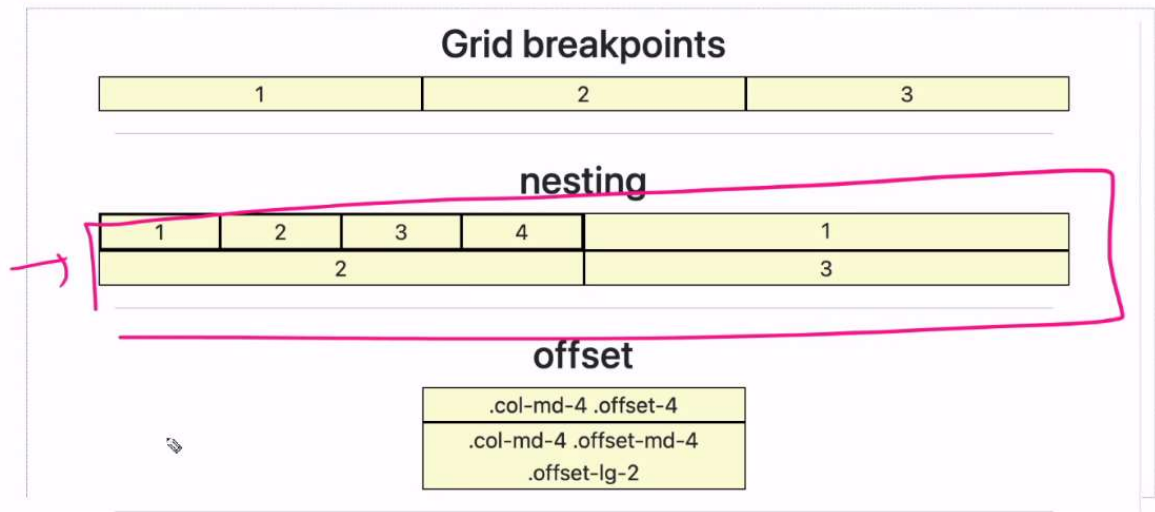 Grid breakpoints
1 2 3
nesting
1 2 3 4 1
2 3
offset
.col-md-4 .offset-4
.col-md-4 .offset-md-4
.offset-lg-2